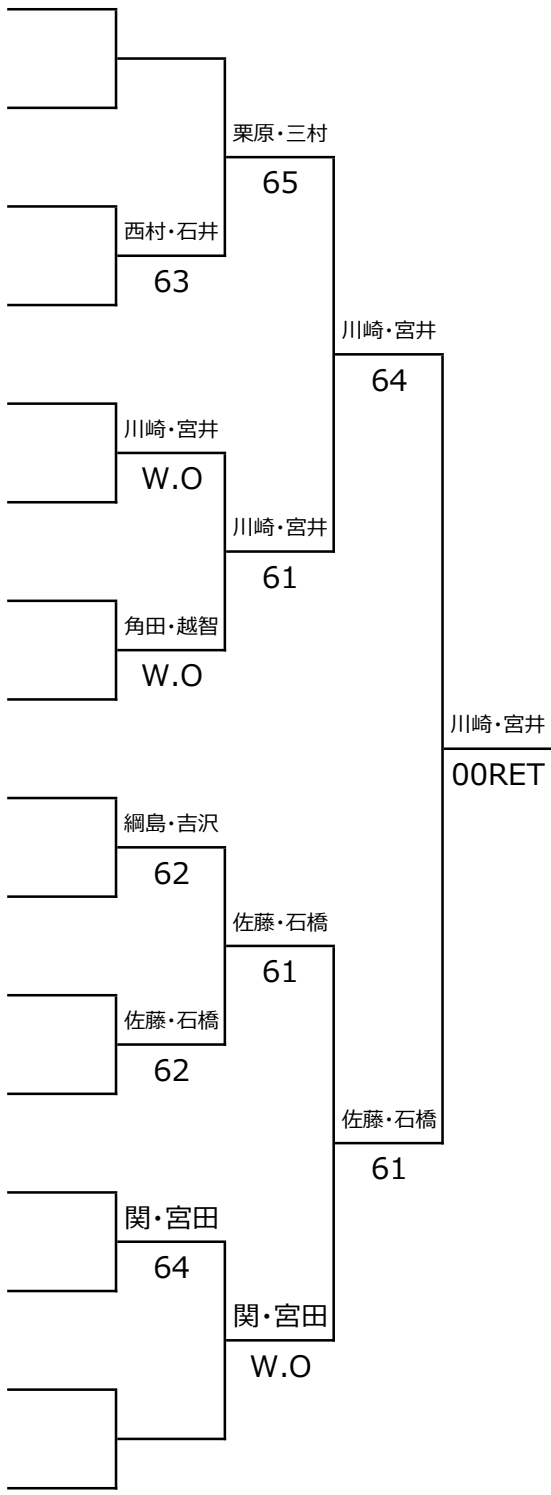 栗原・三村
65
西村・石井
63
川崎・宮井
64
川崎・宮井
W.O
川崎・宮井
61
角田・越智
W.O
川崎・宮井
00RET
綱島・吉沢
62
佐藤・石橋
61
佐藤・石橋
62
佐藤・石橋
61
関・宮田
64
関・宮田
W.O